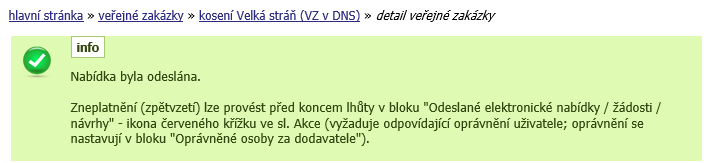 hlavní stránka » veřejné zakázky » kosení Velká stráň (VZ v DNS) » detail veřejné zakázky
info
Nabídka byla odeslána.
Zneplatnění (zpětvzetí) lze provést před koncem lhůty v bloku "Odeslané elektronické nabídky / žádosti /
návrhy" - ikona červeného křížku ve sl. Akce (vyžaduje odpovídající oprávnění uživatele; oprávnění se
nastavují v bloku "Oprávněné osoby za dodavatele").